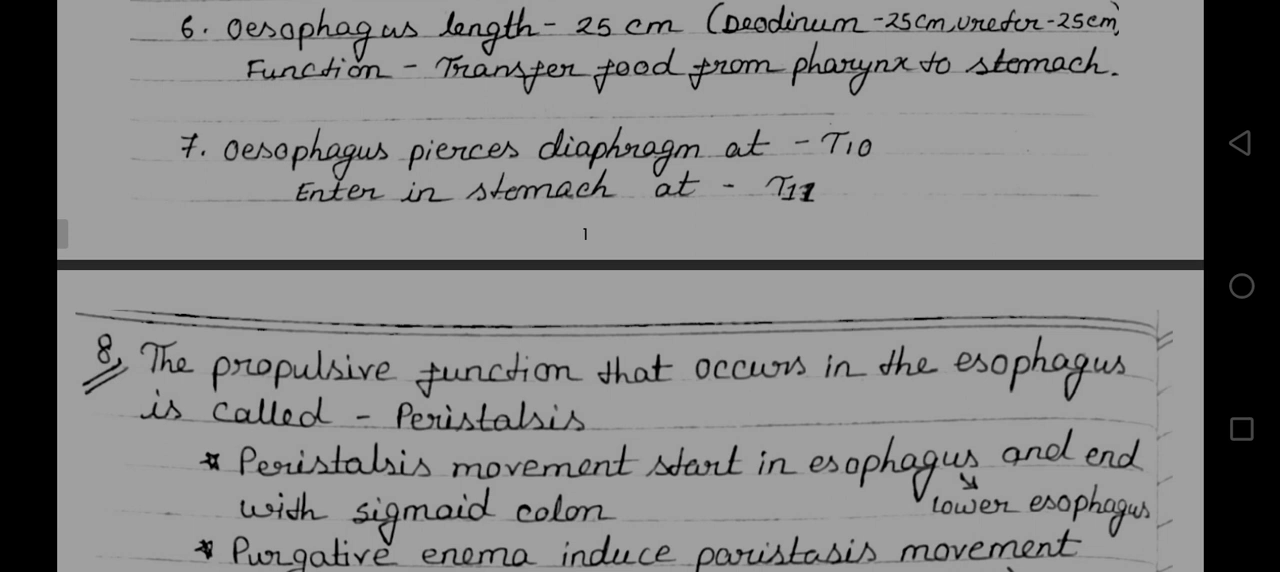 6. Oesophagus length - 25 cm (Deodinum -25cm, ureter -25cm)
Function - Transfer food from pharynx to stomach.
7. Oesophagus pierces diaphragm at - T10
Enter in stomach at - T11
1
8. The propulsive function that occurs in the esophagus
is called - Peristalsis
* Peristalsis movement start in esophagus and end
with sigmaid colon
lower esophagus
* Purgative enema induce paristasis movement